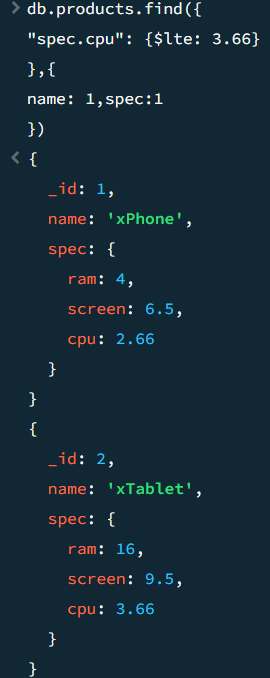 > db.products.find({
"spec.cpu": {$lte: 3.66}
},{
name: 1,spec:1
})
< {
_id: 1,
name: 'xPhone',
spec: {
ram: 4,
screen: 6.5,
cpu: 2.66
}
}
{
_id: 2,
name: 'xTablet',
spec: {
ram: 16,
screen: 9.5,
cpu: 3.66
}
}